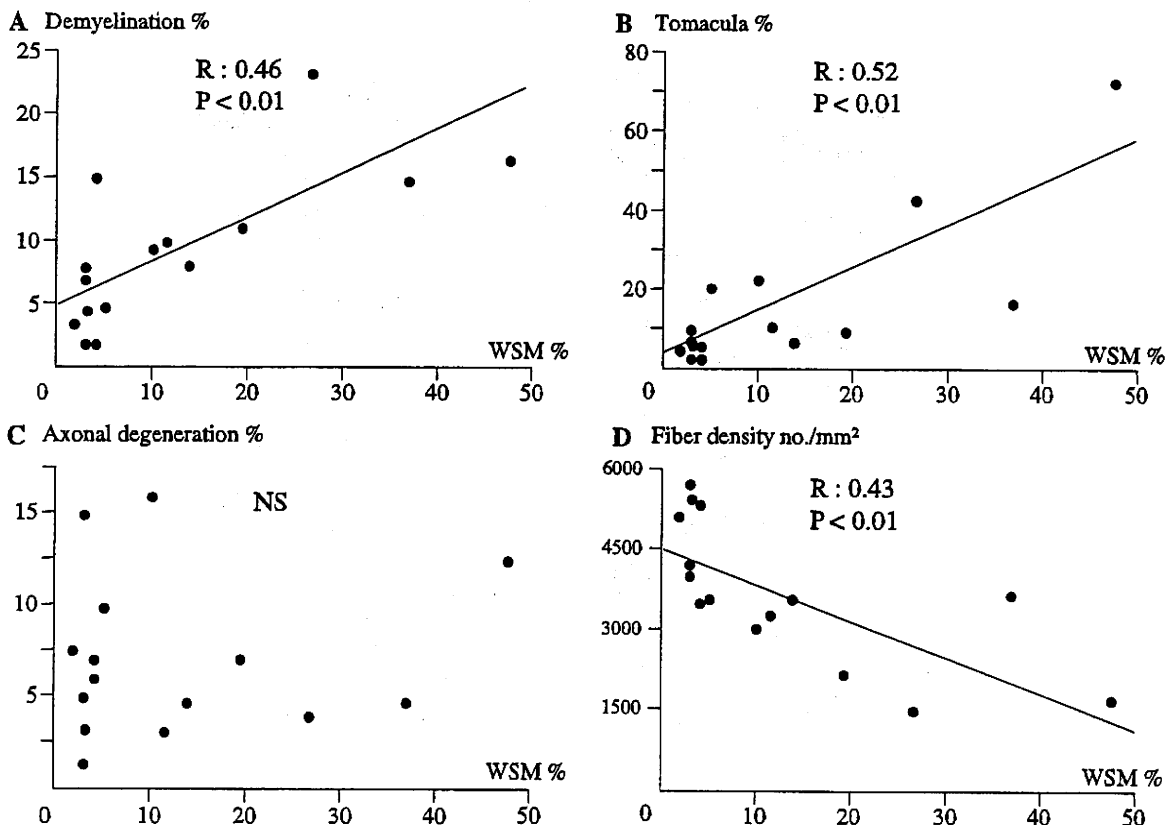 A Demyelination %
25
20
15
10
5
R : 0.46
P < 0.01
WSM %
0 10 20 30 40 50
B Tomacula %
80
60
40
20
R : 0.52
P < 0.01
WSM %
0 10 20 30 40 50
C Axonal degeneration %
15
10
5
NS
WSM %
0 10 20 30 40 50
D Fiber density no./mm²
6000
4500
3000
1500
R : 0.43
P < 0.01
WSM %
0 10 20 30 40 50